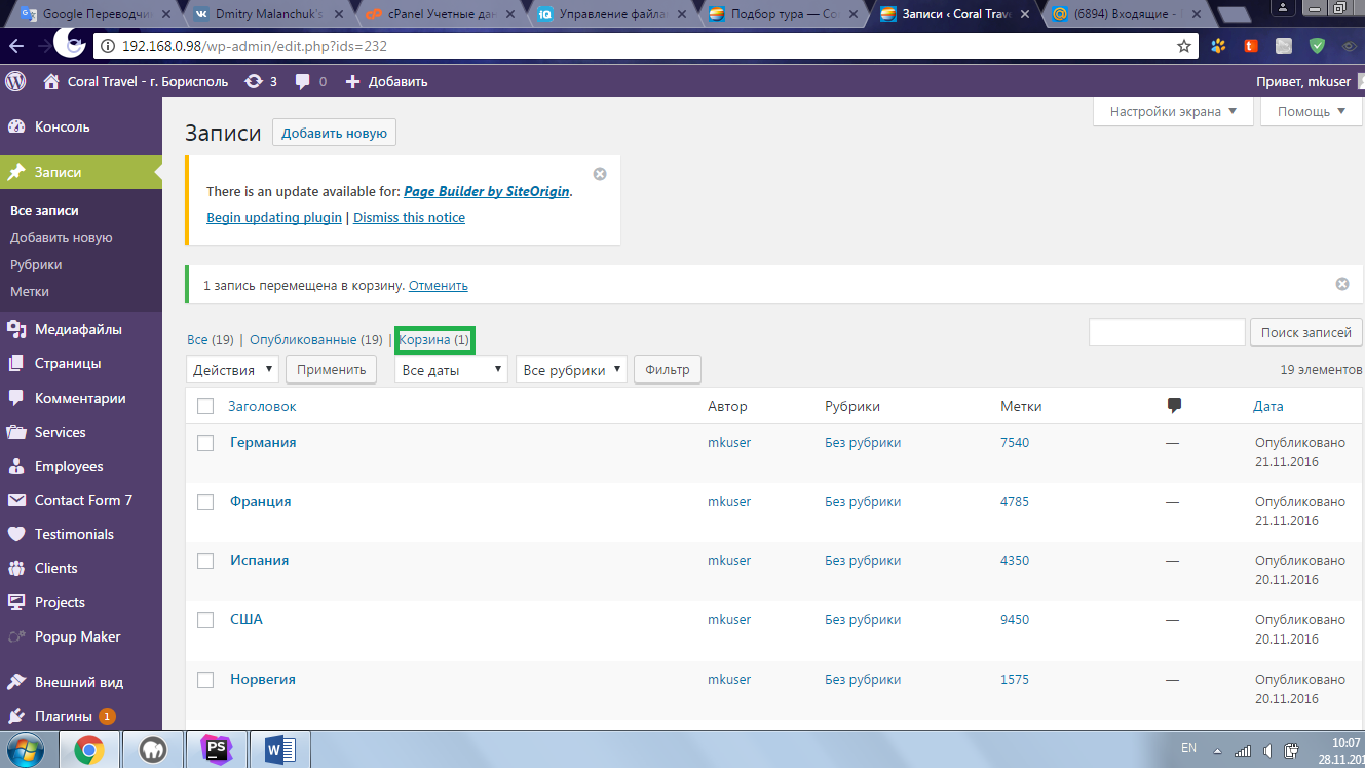 Google Переводчи
Dmitry Malanchuk's
cPanel Учетные дан
Управление файла
Подбор тура — Co
Записи ‹ Coral Trave
(6894) Входящие -
192.168.0.98/wp-admin/edit.php?ids=232
Coral Travel - г. Борисполь
3
0
Добавить
Привет, mkuser
Настройки экрана
Помощь
Консоль
Записи
Все записи
Добавить новую
Рубрики
Метки
Медиафайлы
Страницы
Комментарии
Services
Employees
Contact Form 7
Testimonials
Clients
Projects
Popup Maker
Внешний вид
Плагины 1
Записи
Добавить новую
There is an update available for: Page Builder by SiteOrigin.
Begin updating plugin | Dismiss this notice
1 запись перемещена в корзину. Отменить
Все (19) | Опубликованные (19) | Корзина (1)
Поиск записей
Действия
Применить
Все даты
Все рубрики
Фильтр
19 элементов
Заголовок Автор Рубрики Метки Дата
Германия mkuser Без рубрики 7540 — Опубликовано
21.11.2016
Франция mkuser Без рубрики 4785 — Опубликовано
21.11.2016
Испания mkuser Без рубрики 4350 — Опубликовано
20.11.2016
США mkuser Без рубрики 9450 — Опубликовано
20.11.2016
Норвегия mkuser Без рубрики 1575 — Опубликовано
20.11.2016
PS
W
EN
10:07
28.11.20